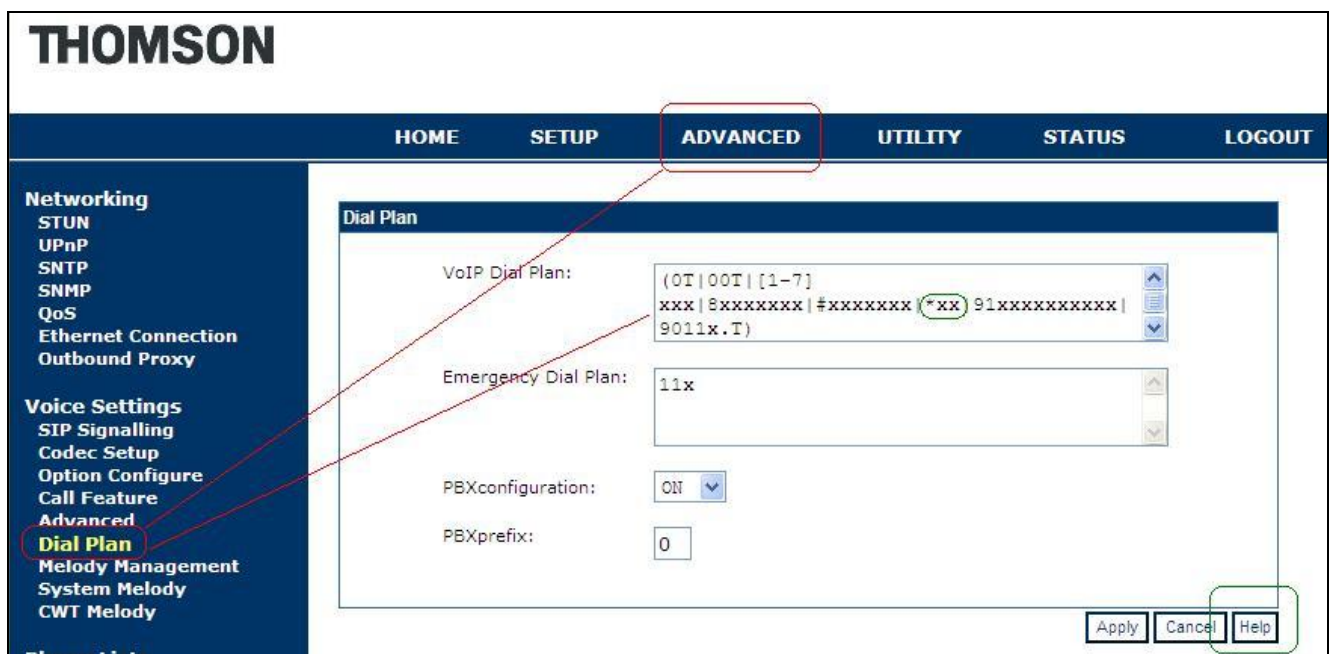 THOMSON
HOME SETUP ADVANCED UTILITY STATUS LOGOUT
Networking
STUN
UPnP
SNTP
SNMP
QoS
Ethernet Connection
Outbound Proxy
Voice Settings
SIP Signalling
Codec Setup
Option Configure
Call Feature
Advanced
Dial Plan
Melody Management
System Melody
CWT Melody
Dial Plan
VoIP Dial Plan:
(0T|00T|[1-7]
xxx|8xxxxxxx|#xxxxxxx|*xx|91xxxxxxxxxx|
9011x.T)
Emergency Dial Plan:
11x
PBXconfiguration:
ON
PBXprefix:
0
Apply Cancel Help